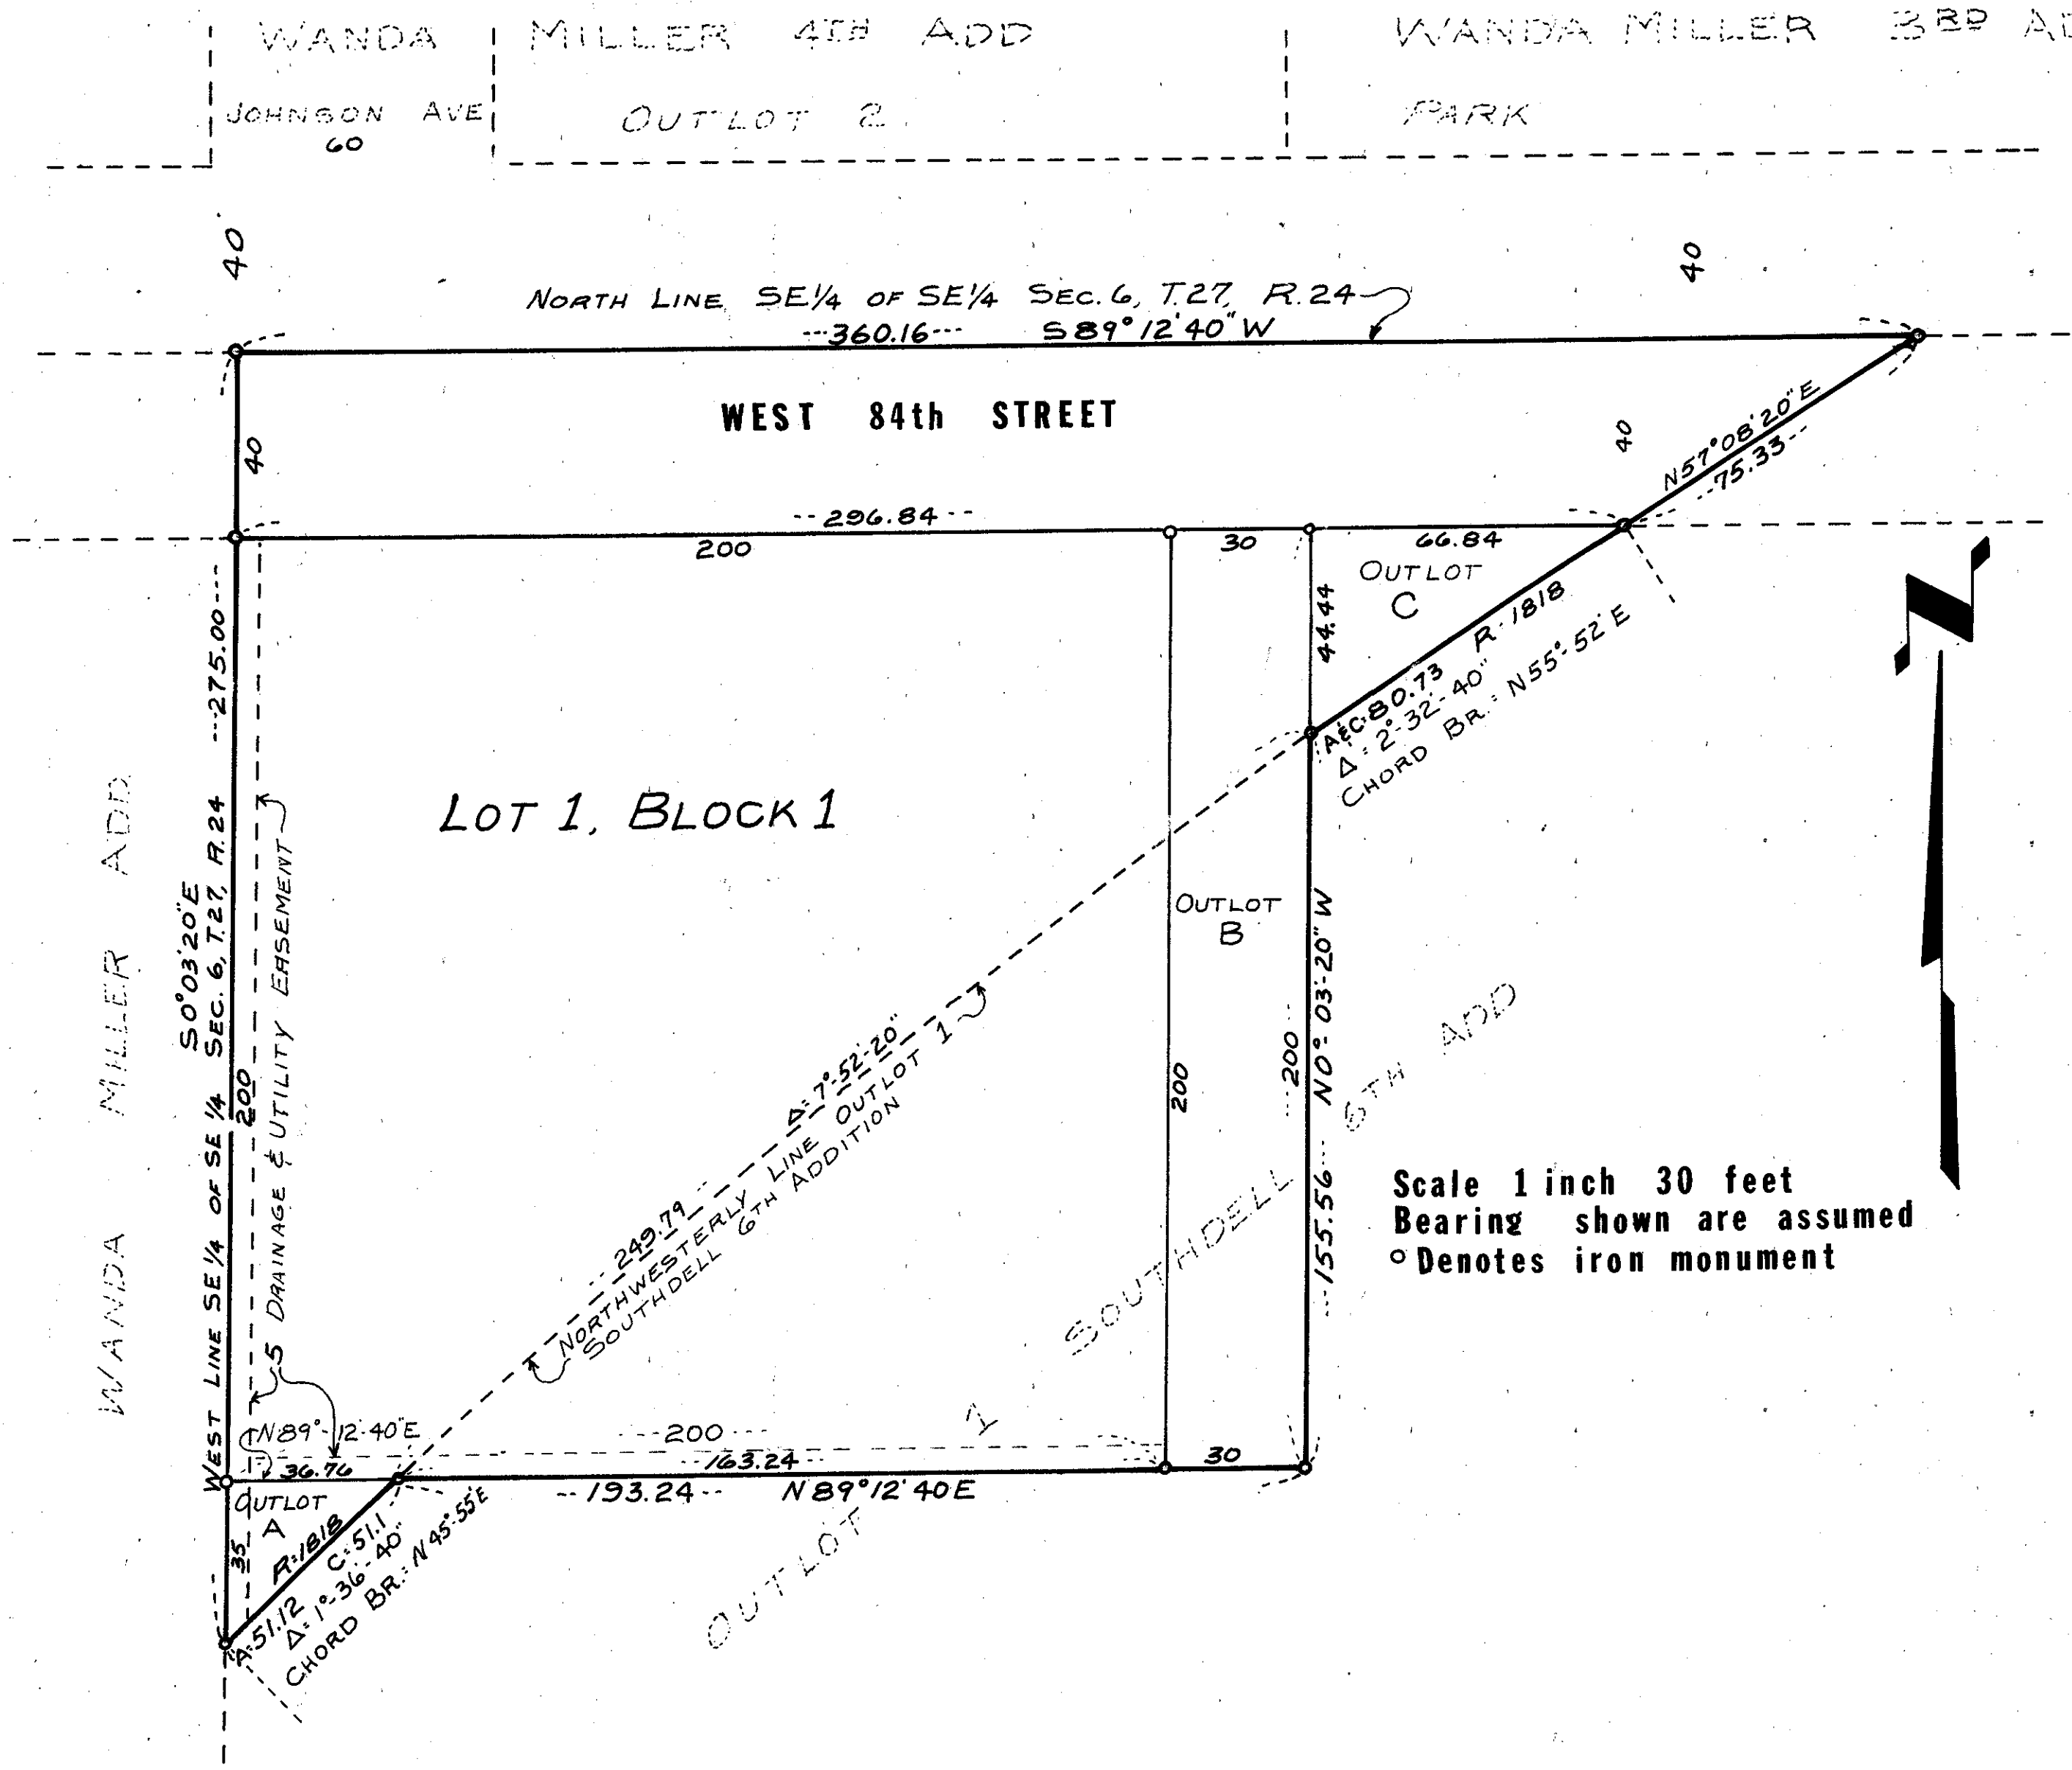 WANDA MILLER 4TH ADD
WANDA MILLER 3RD AD
JOHNSON AVE
60
OUTLOT 2
PARK
40
40
NORTH LINE SE1/4 OF SE1/4 SEC. 6, T.27, R.24
---360.16--- S89°12'40"W
WEST 84th STREET
40
40
N57°08'20"E
--75.33--
--296.84--
200
30
66.84
OUTLOT
C
44.44
R-1818
A&C=80.73
Δ=2°-32'-40"
CHORD BR.=N55°-52'E
---275.00---
WEST LINE SE1/4 OF SE1/4 SEC. 6, T.27, R.24
S0°03'20"E
200
5 DRAINAGE & UTILITY EASEMENT
WANDA MILLER ADD.
LOT 1, BLOCK 1
OUTLOT
B
200
---200---
N0°-03'-20"W
---155.56---
Δ=7°-52'-20"
--249.79--
NORTHWESTERLY LINE OUTLOT 1
SOUTHDELL 6TH ADDITION
OUTLOT 1 SOUTHDELL 6TH ADD
Scale 1 inch 30 feet
Bearing shown are assumed
° Denotes iron monument
N89°-12'-40"E
---200---
36.76
--163.24--
30
--193.24-- N89°12'40E
OUTLOT
A
35
R=1818
C=51.1
A=51.12
Δ=1°-36'-40"
CHORD BR.=N45°-55'E
N